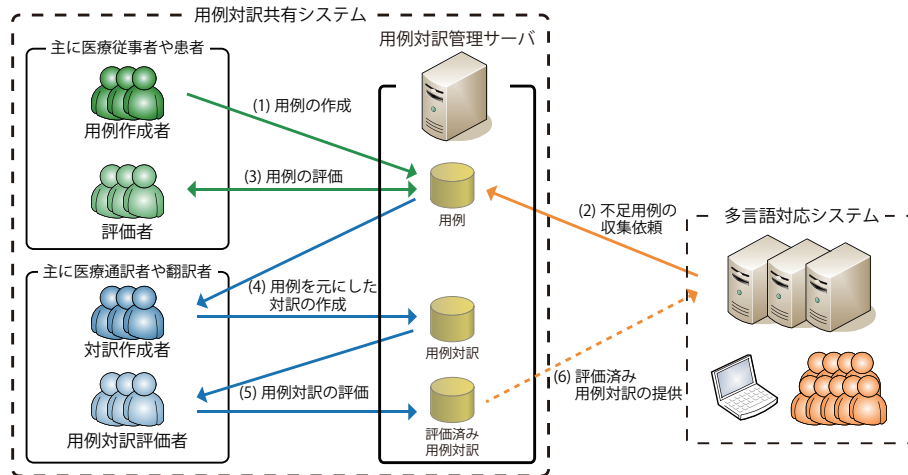 用例対訳共有システム
主に医療従事者や患者
用例作成者
評価者
主に医療通訳者や翻訳者
対訳作成者
用例対訳評価者
(1) 用例の作成
(3) 用例の評価
(4) 用例を元にした
対訳の作成
(5) 用例対訳の評価
用例対訳管理サーバ
用例
用例対訳
評価済み
用例対訳
(2) 不足用例の
収集依頼
(6) 評価済み
用例対訳の提供
多言語対応システム